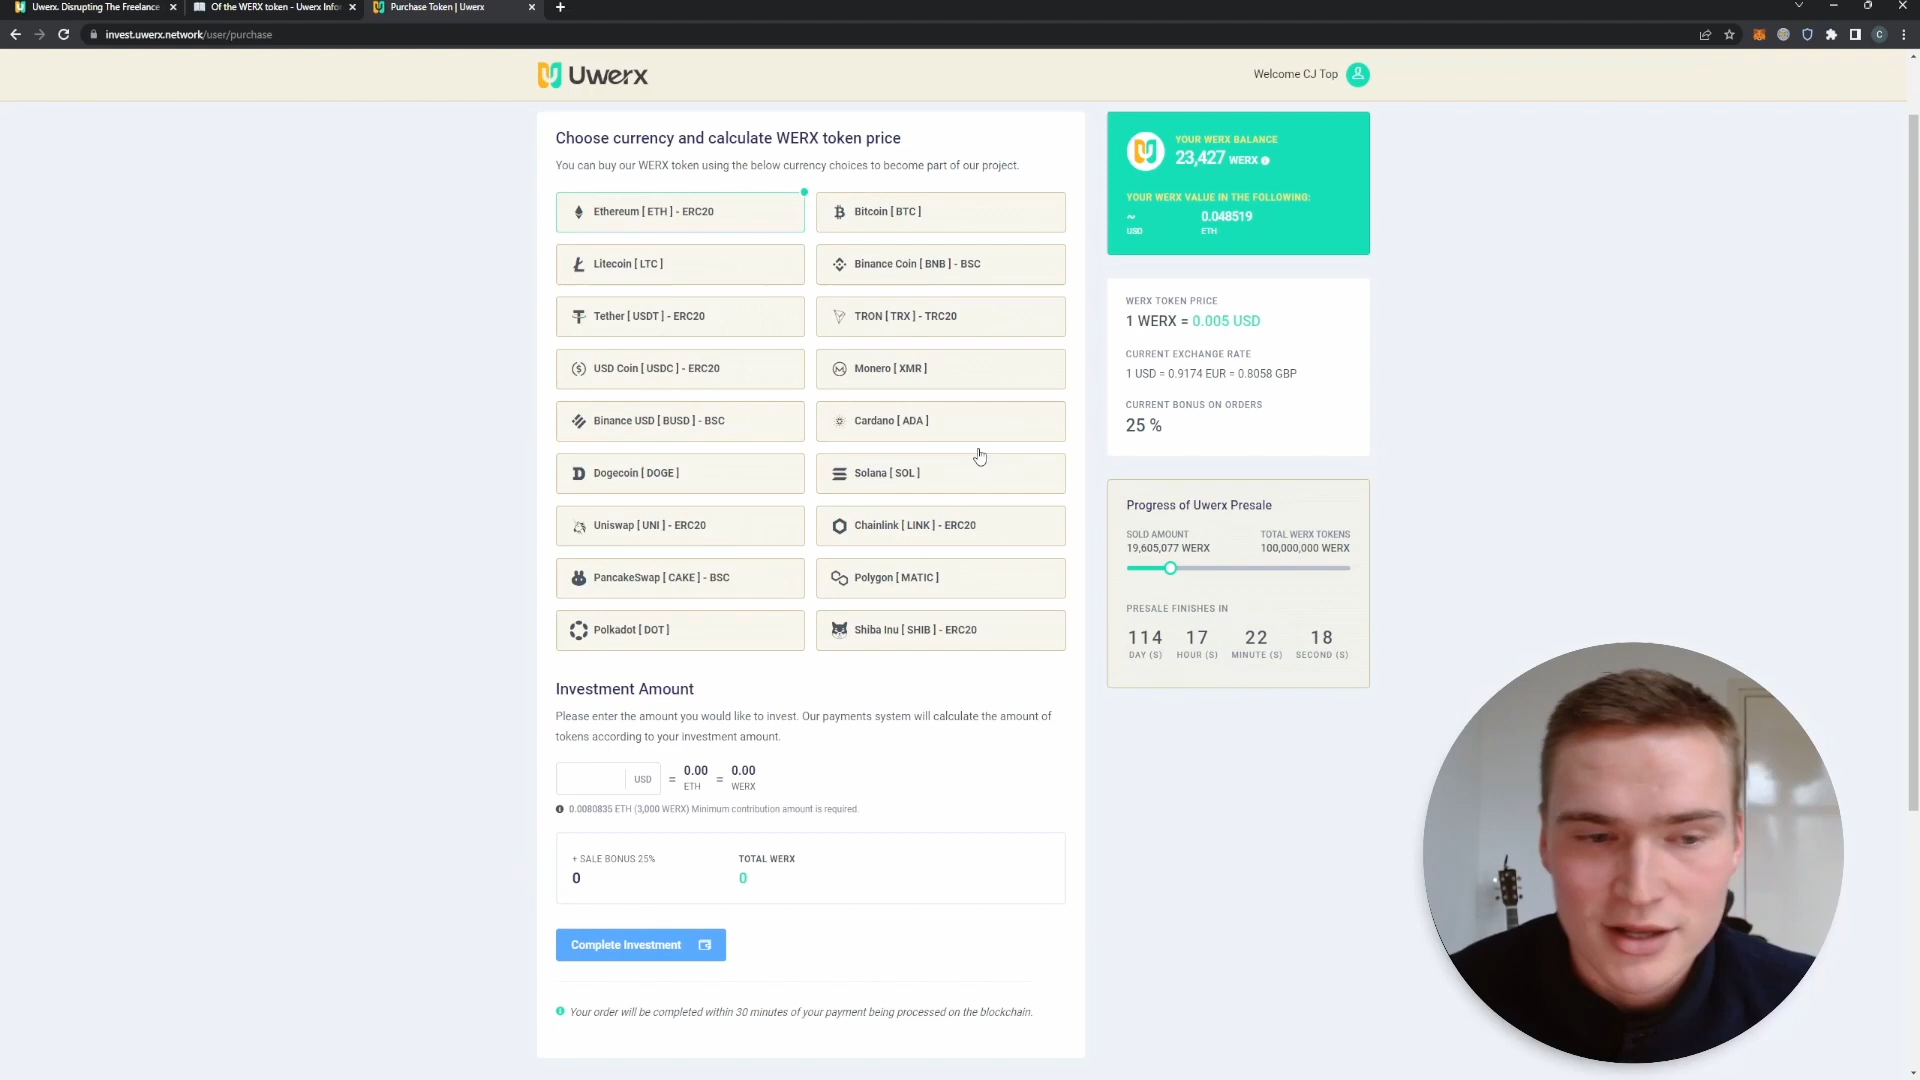 Uwerx. Disrupting The Freelance
Of the WERX token - Uwerx Info
Purchase Token | Uwerx
invest.uwerx.network/user/purchase
Uwerx
Welcome CJ Top
Choose currency and calculate WERX token price
You can buy our WERX token using the below currency choices to become part of our project.
Ethereum [ ETH ] - ERC20
Bitcoin [ BTC ]
Litecoin [ LTC ]
Binance Coin [ BNB ] - BSC
Tether [ USDT ] - ERC20
TRON [ TRX ] - TRC20
USD Coin [ USDC ] - ERC20
Monero [ XMR ]
Binance USD [ BUSD ] - BSC
Cardano [ ADA ]
Dogecoin [ DOGE ]
Solana [ SOL ]
Uniswap [ UNI ] - ERC20
Chainlink [ LINK ] - ERC20
PancakeSwap [ CAKE ] - BSC
Polygon [ MATIC ]
Polkadot [ DOT ]
Shiba Inu [ SHIB ] - ERC20
Investment Amount
Please enter the amount you would like to invest. Our payments system will calculate the amount of
tokens according to your investment amount.
USD = 0.00 ETH = 0.00 WERX
0.0080835 ETH (3,000 WERX) Minimum contribution amount is required.
+ SALE BONUS 25%
0
TOTAL WERX
0
Complete Investment
Your order will be completed within 30 minutes of your payment being processed on the blockchain.
YOUR WERX BALANCE
23,427 WERX
YOUR WERX VALUE IN THE FOLLOWING:
~ 0.048519
USD ETH
WERX TOKEN PRICE
1 WERX = 0.005 USD
CURRENT EXCHANGE RATE
1 USD = 0.9174 EUR = 0.8058 GBP
CURRENT BONUS ON ORDERS
25 %
Progress of Uwerx Presale
SOLD AMOUNT TOTAL WERX TOKENS
19,605,077 WERX 100,000,000 WERX
PRESALE FINISHES IN
114 17 22 18
DAY (S) HOUR (S) MINUTE (S) SECOND (S)